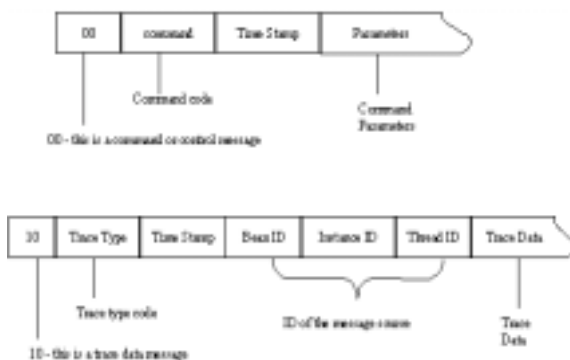 00 command Time Stamp Parameters
Command code
Command
Parameters
00 - this is a command or control message
10 Trace Type Time Stamp Bean ID Instance ID Thread ID Trace Data
Trace type code
ID of the message source
Trace
Data
10 - this is a trace data message